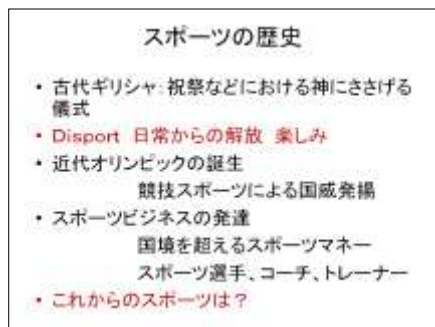 スポーツの歴史
• 古代ギリシャ:祝祭などにおける神にささげる
儀式
• Disport 日常からの解放 楽しみ
• 近代オリンピックの誕生
競技スポーツによる国威発揚
• スポーツビジネスの発達
国境を超えるスポーツマネー
スポーツ選手、コーチ、トレーナー
• これからのスポーツは?